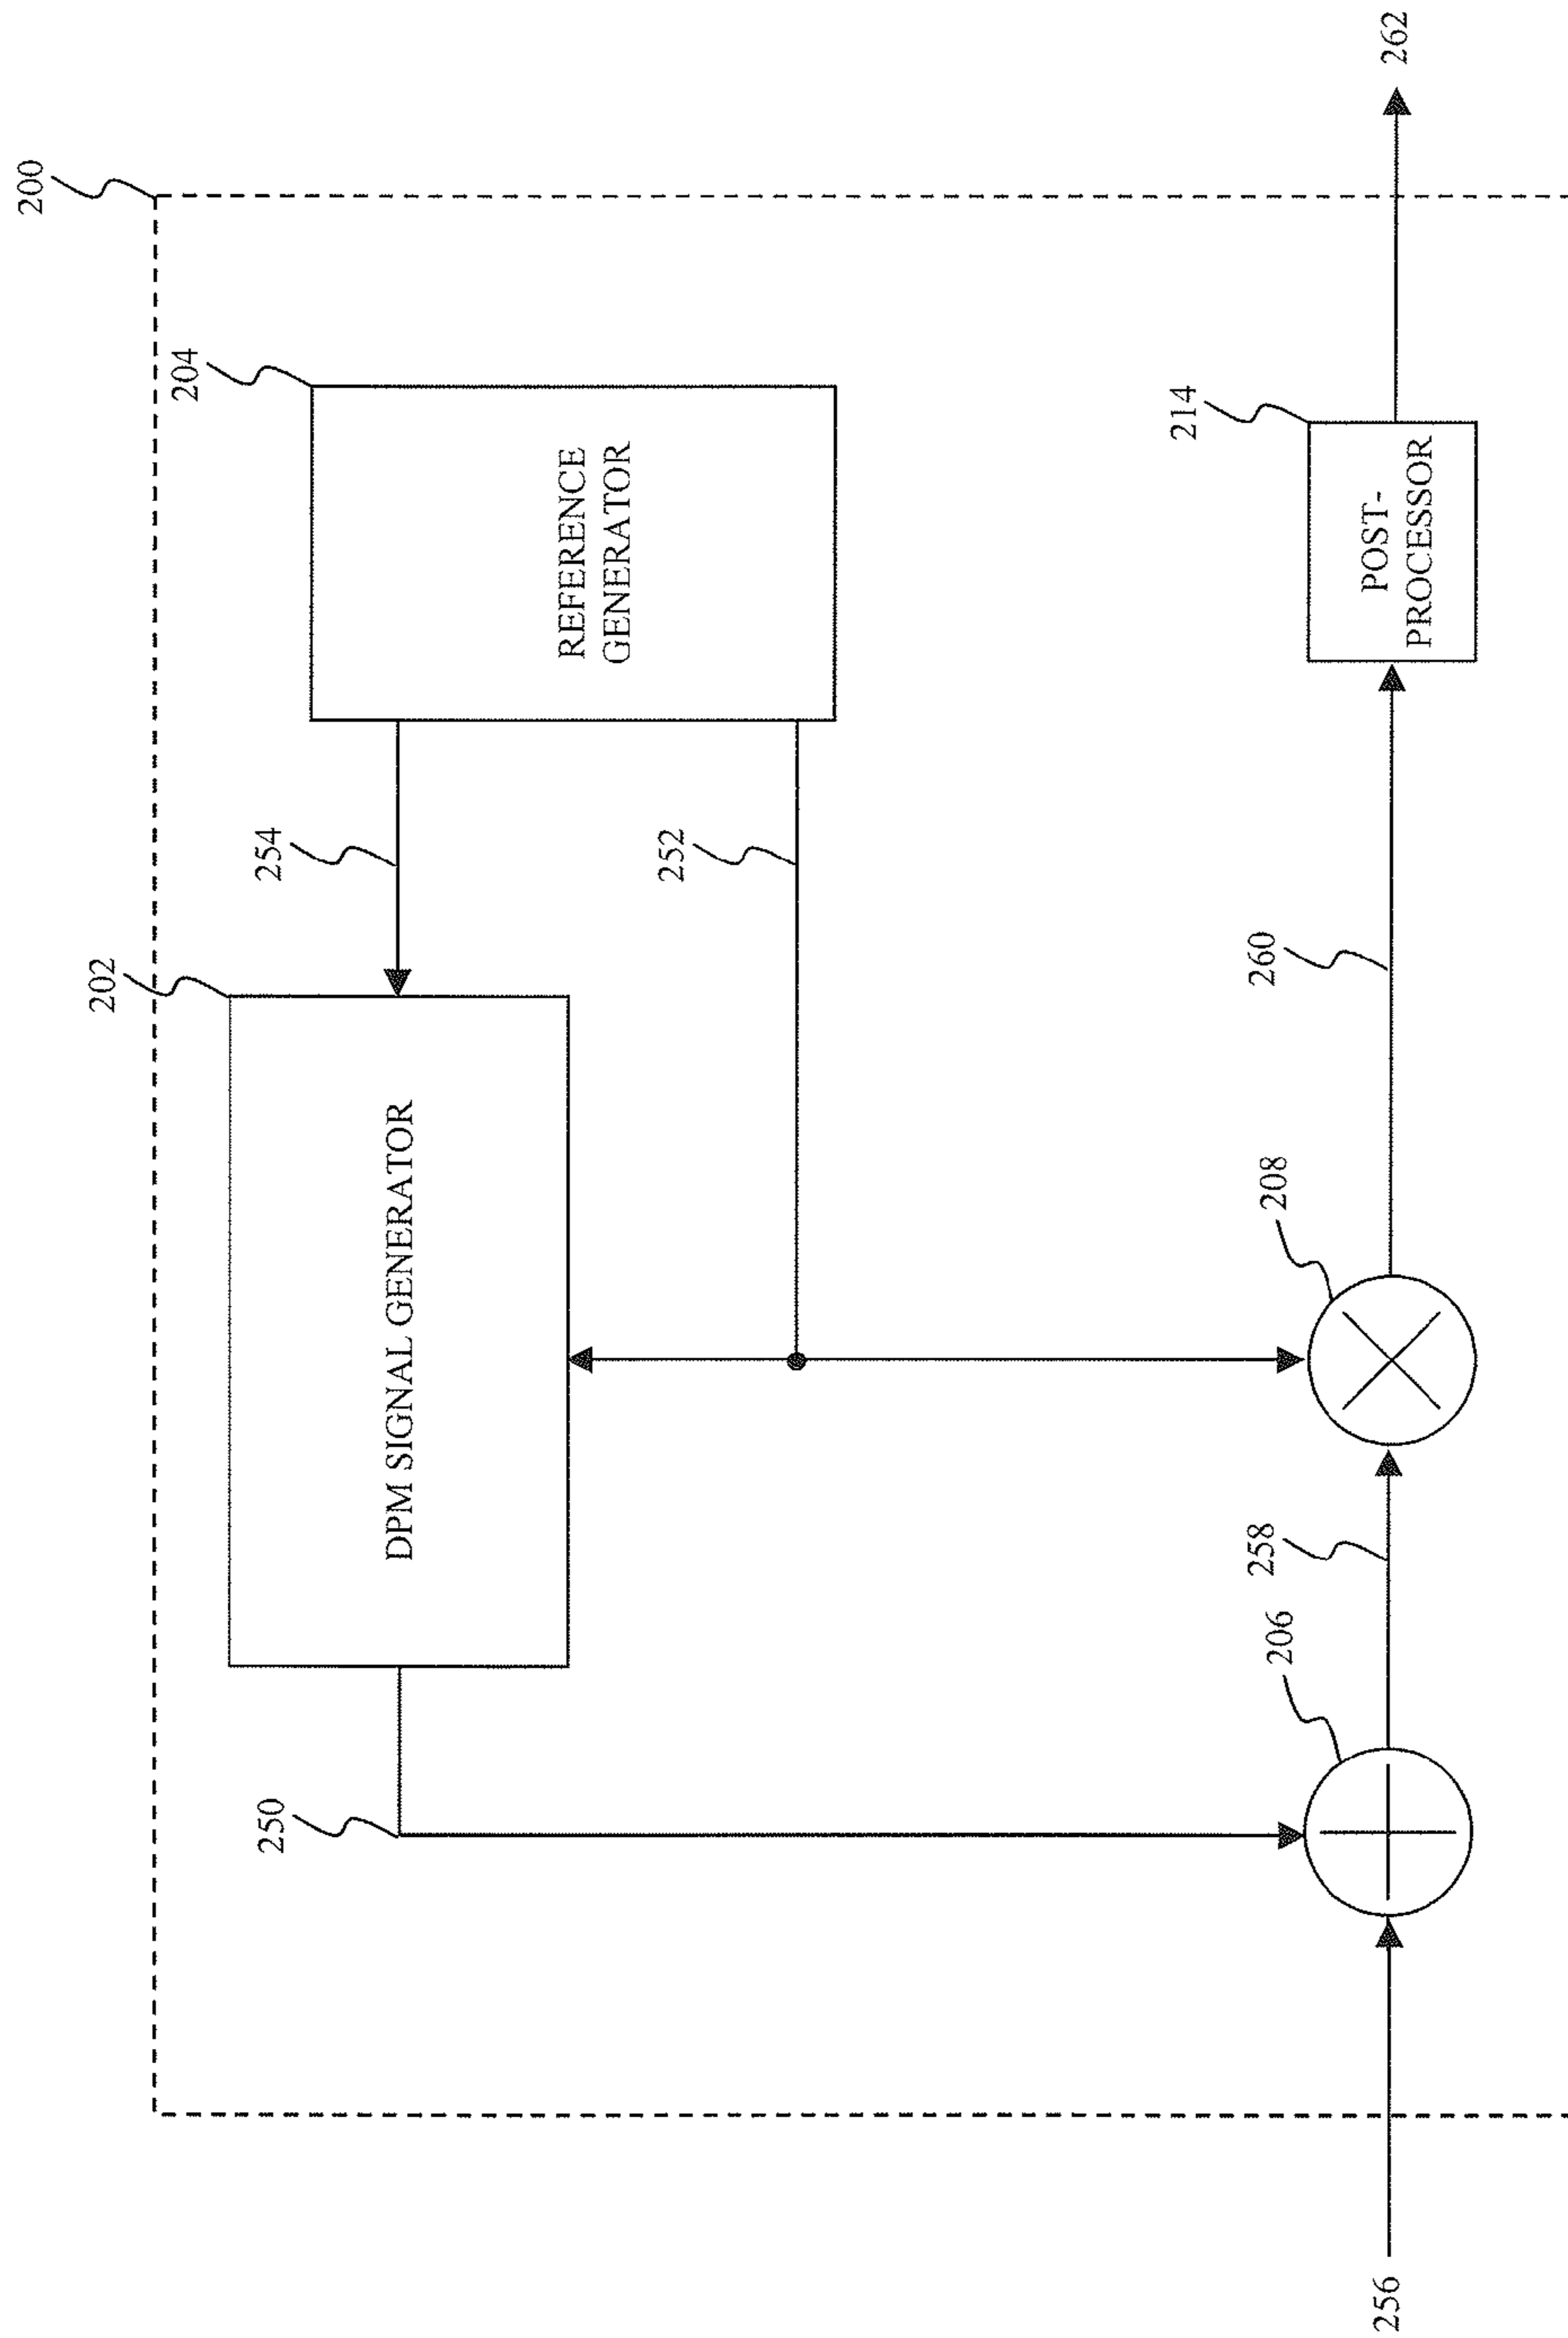 200
202
204
250
254
DPM SIGNAL GENERATOR
REFERENCE
GENERATOR
252
214
206
258
208
260
256
POST-
PROCESSOR
262